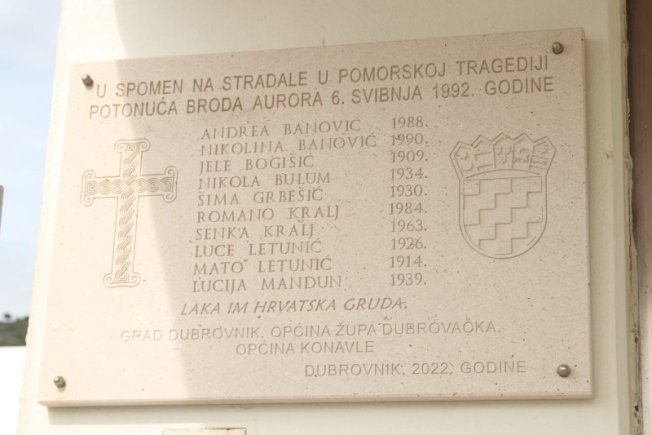 U SPOMEN NA STRADALE U POMORSKOJ TRAGEDIJI
POTONUĆA BRODA AURORA 6. SVIBNJA 1992. GODINE
ANDREA BANOVIĆ 1988.
NIKOLINA BANOVIĆ 1990.
JELE BOGIŠIĆ 1909.
NIKOLA BULUM 1934.
ŠIMA GRBEŠIĆ 1930.
ROMANO KRALJ 1984.
SENKA KRALJ 1963.
LUCE LETUNIĆ 1926.
MATO LETUNIĆ 1914.
LUCIJA MANDUN 1939.
LAKA IM HRVATSKA GRUDA.
GRAD DUBROVNIK, OPĆINA ŽUPA DUBROVAČKA,
OPĆINA KONAVLE
DUBROVNIK, 2022. GODINE